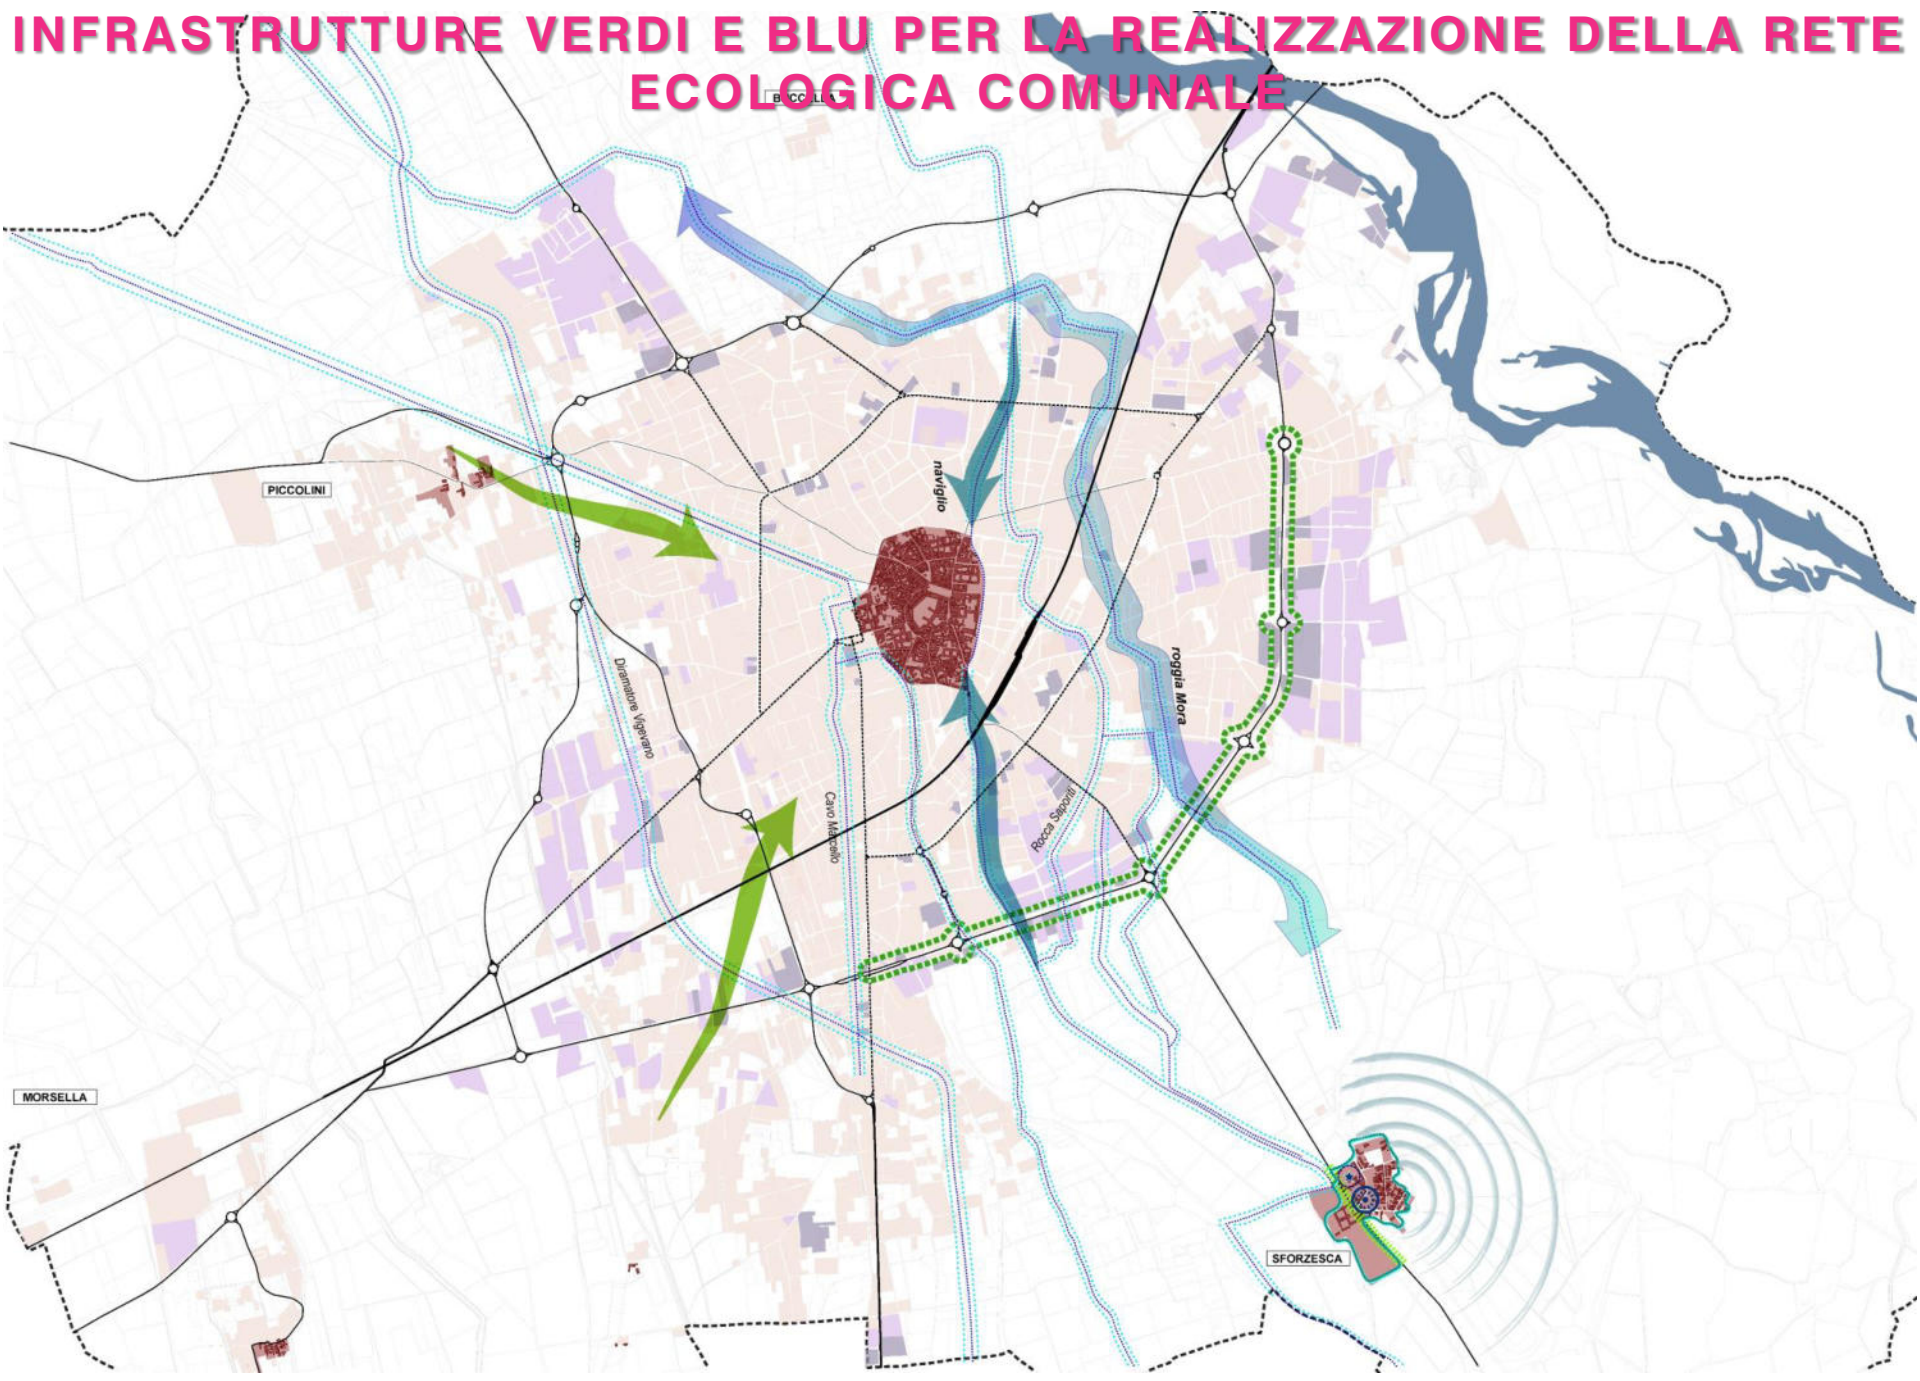 INFRASTRUTTURE VERDI E BLU PER LA REALIZZAZIONE DELLA RETE
ECOLOGICA COMUNALE
BUCCELLA
PICCOLINI
naviglio
roggia Mora
Diramatore Vigevano
Cavo Marcello
Rocca Saporiti
MORSELLA
SFORZESCA